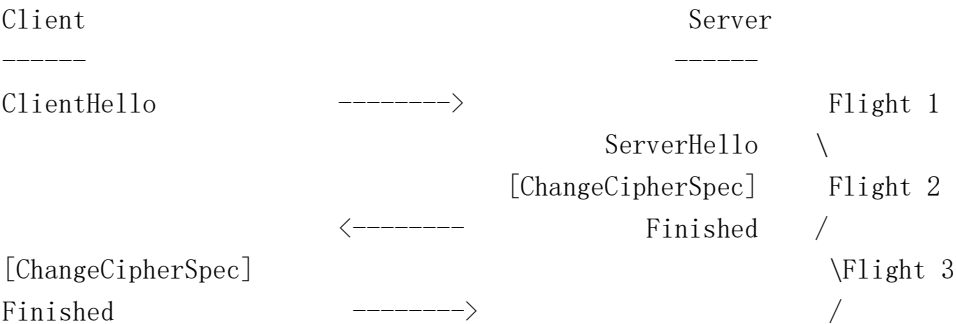 Client Server
------ ------
ClientHello --------> Flight 1
ServerHello \
[ChangeCipherSpec] Flight 2
<-------- Finished /
[ChangeCipherSpec] \Flight 3
Finished --------> /